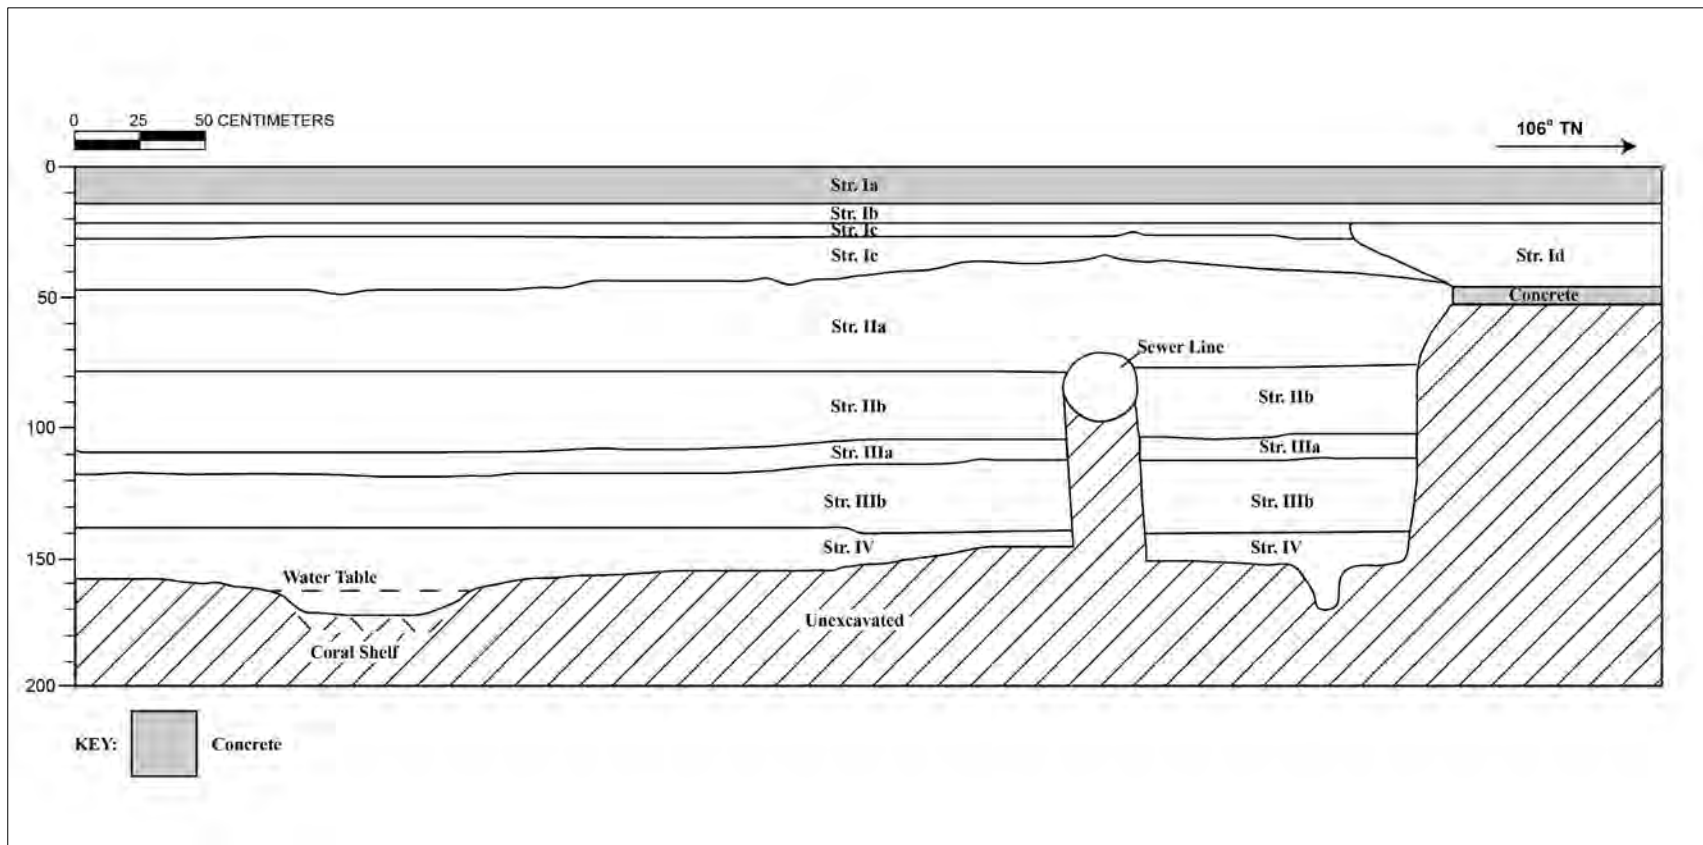 0 25 50 CENTIMETERS
106° TN
0
Str. Ia
Str. Ib
Str. Ic
Str. Ic
Str. Id
50
Concrete
Str. IIa
Sewer Line
Str. IIb
Str. IIb
100
Str. IIIa
Str. IIIa
Str. IIIb
Str. IIIb
Str. IV
Str. IV
150
Water Table
Unexcavated
Coral Shelf
200
KEY: Concrete